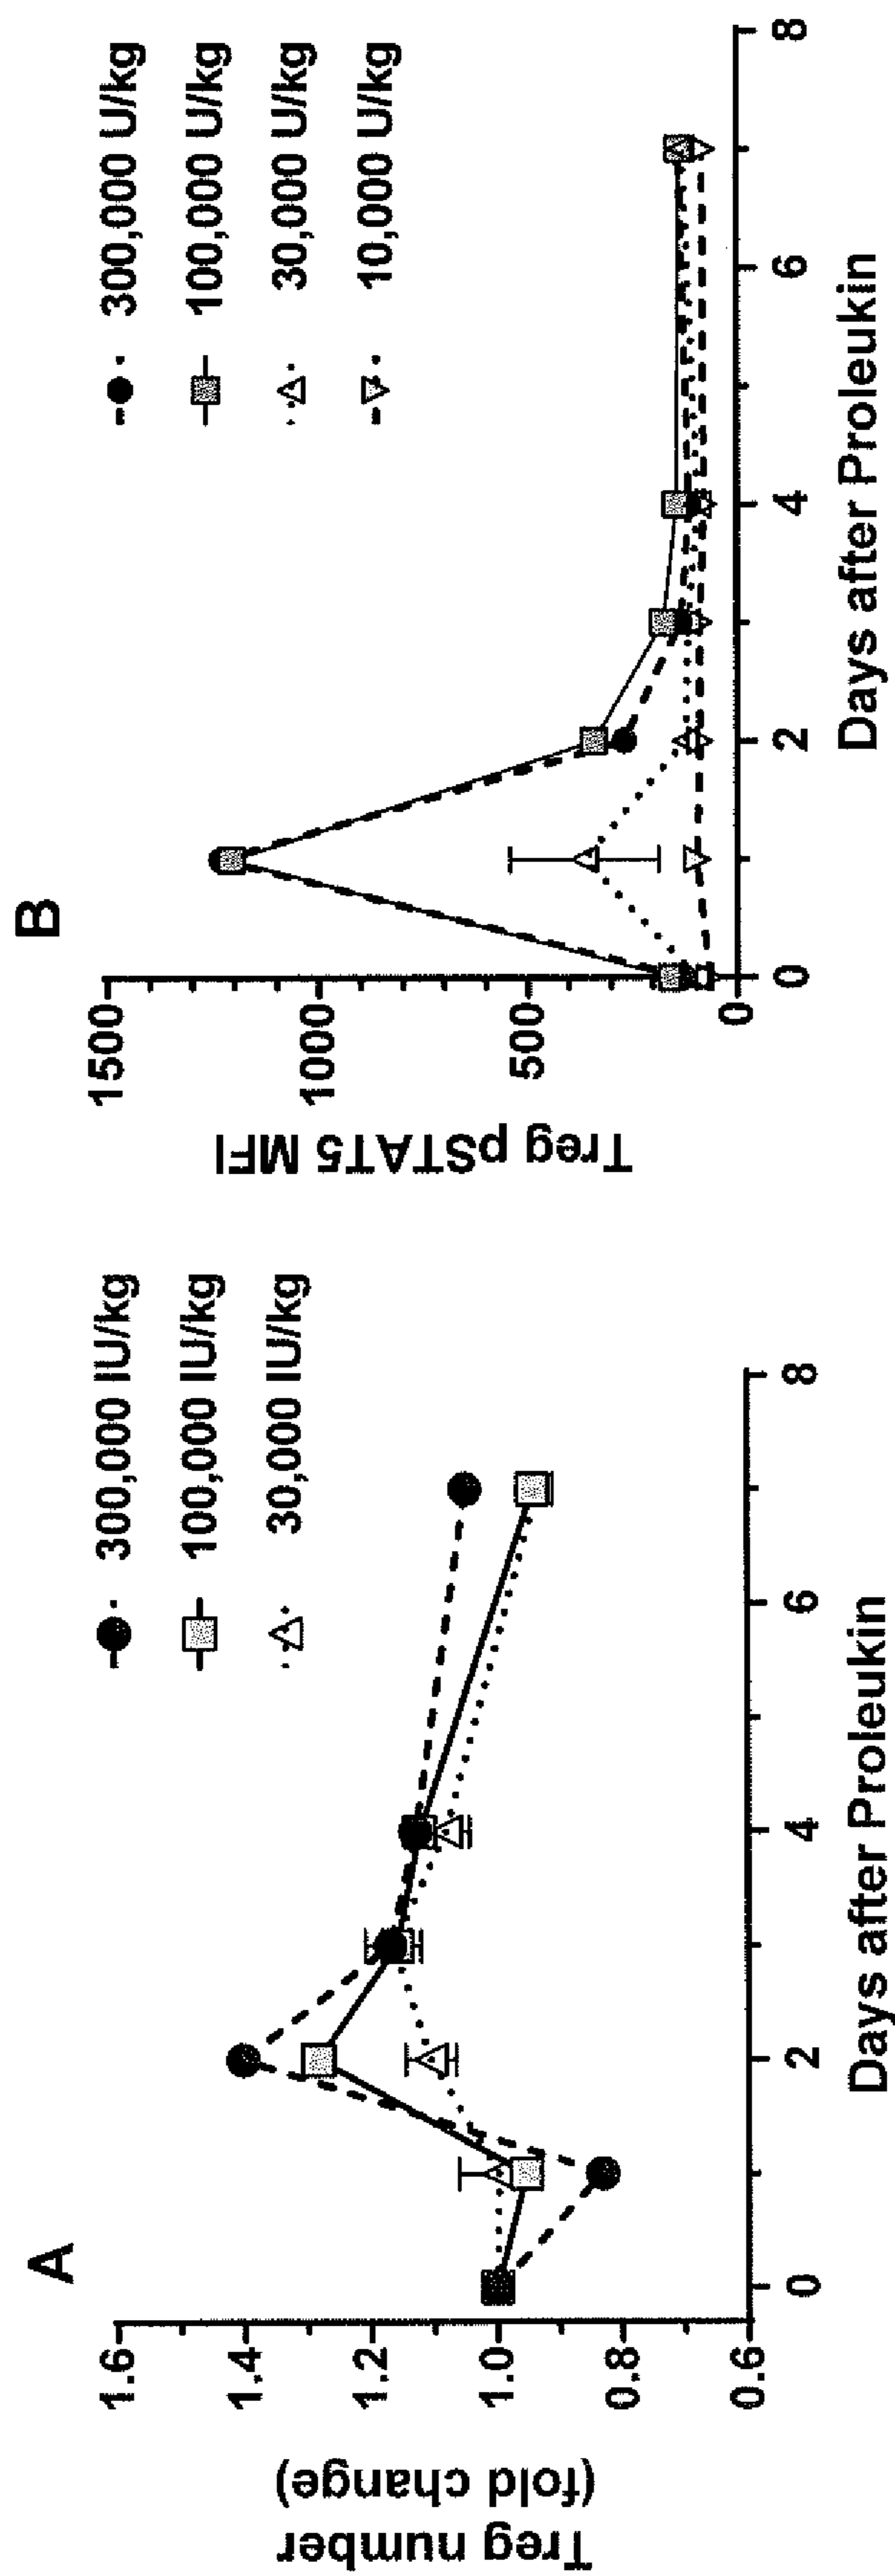 A
Treg number
(fold change)
1.6
1.4
1.2
1.0
0.8
0.6
0
2
4
6
8
Days after Proleukin
300,000 IU/kg
100,000 IU/kg
30,000 IU/kg
B
Treg pSTAT5 MFI
1500
1000
500
0
0
2
4
6
8
Days after Proleukin
300,000 U/kg
100,000 U/kg
30,000 U/kg
10,000 U/kg